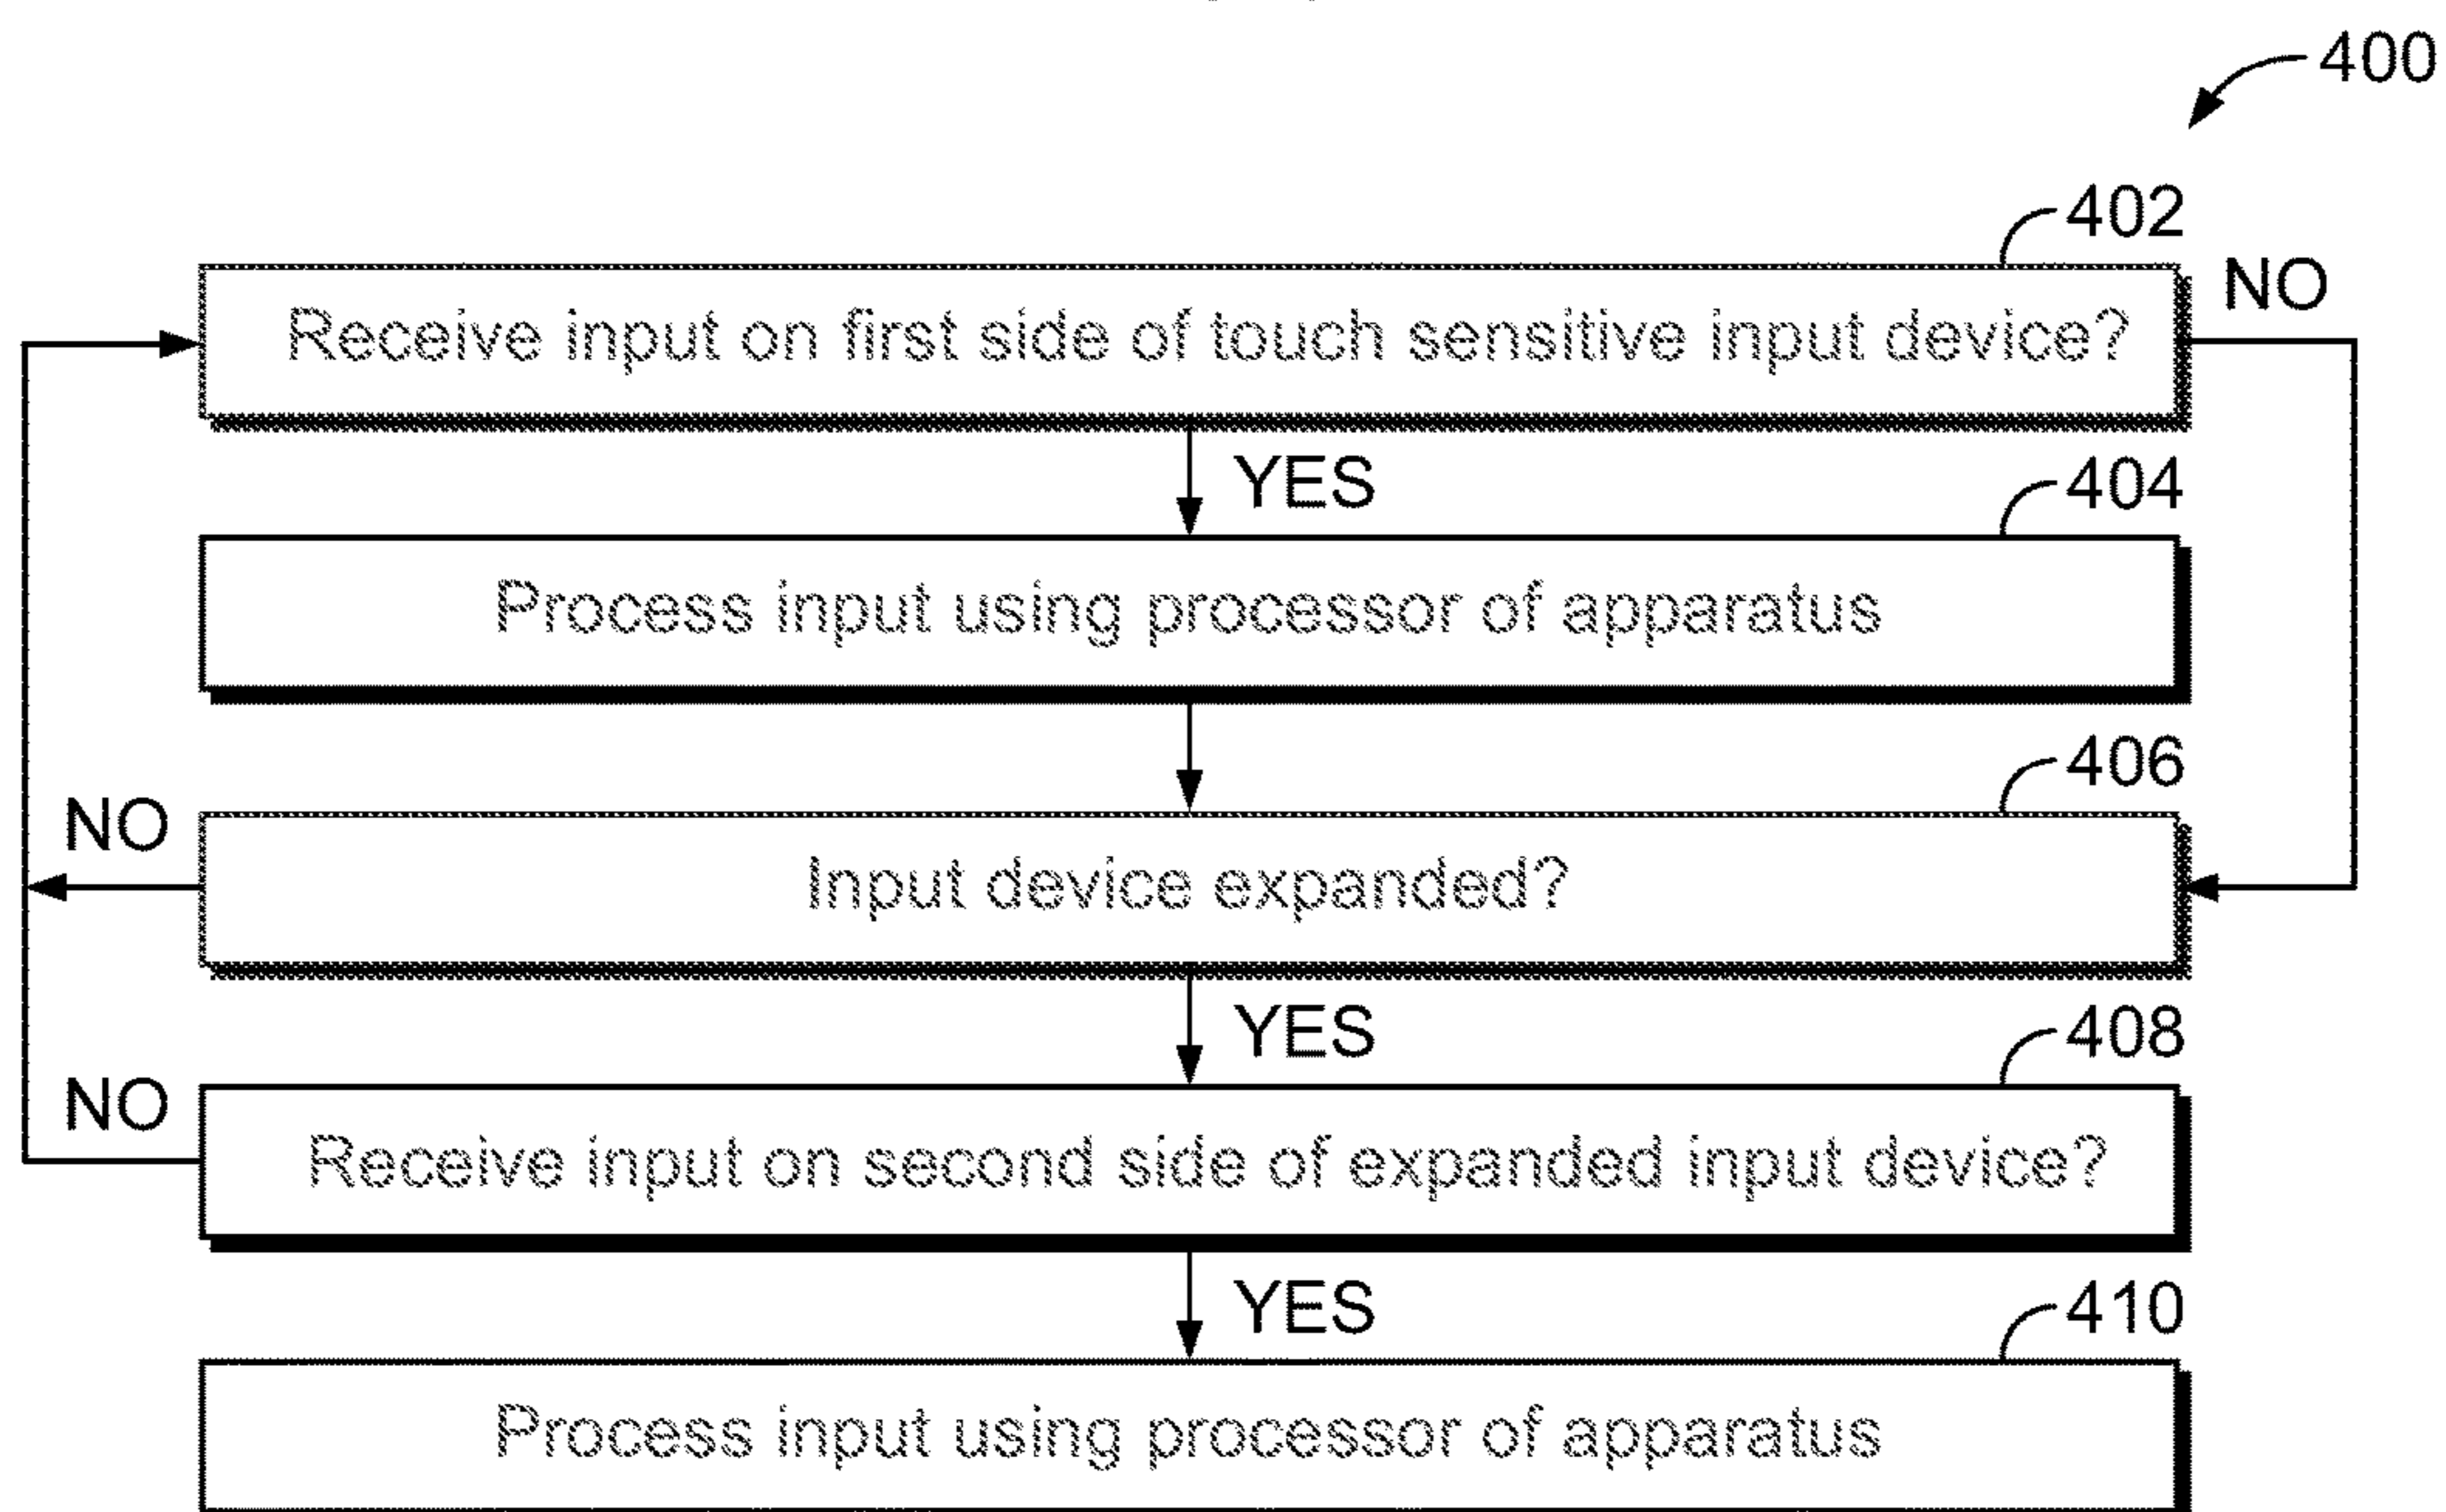 400
402
Receive input on first side of touch sensitive input device?
NO
YES
404
Process input using processor of apparatus
406
NO
Input device expanded?
YES
408
NO
Receive input on second side of expanded input device?
YES
410
Process input using processor of apparatus